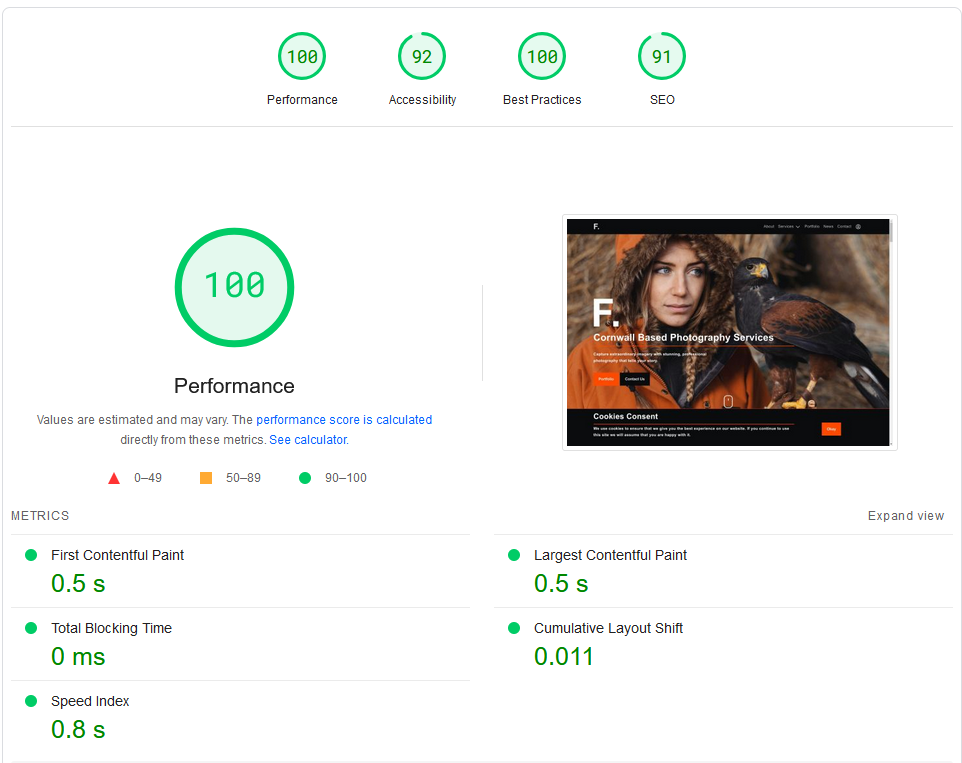 100
92
100
91
Performance
Accessibility
Best Practices
SEO
100
Performance
Values are estimated and may vary. The performance score is calculated
directly from these metrics. See calculator.
0–49
50–89
90–100
F.
About Services Portfolio News Contact
F.
Cornwall Based Photography Services
Capture extraordinary imagery with stunning, professional
photography that tells your story.
Portfolio
Contact Us
Cookies Consent
We use cookies to ensure that we give you the best experience on our website. If you continue to use
this site we will assume that you are happy with it.
Okay
METRICS
Expand view
First Contentful Paint
0.5 s
Largest Contentful Paint
0.5 s
Total Blocking Time
0 ms
Cumulative Layout Shift
0.011
Speed Index
0.8 s